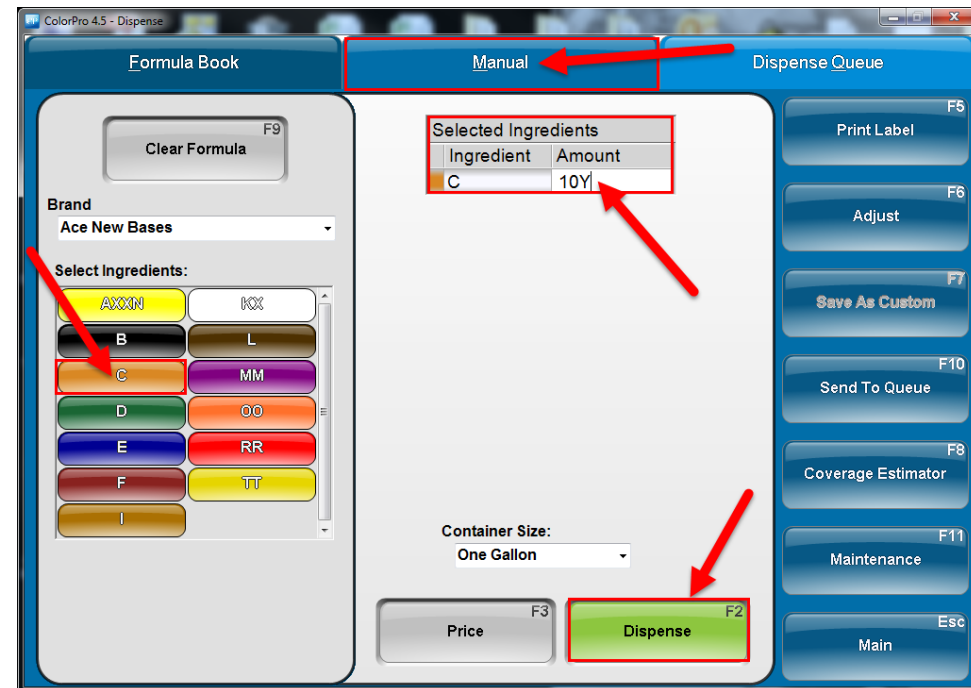 ColorPro 4.5 - Dispense
Formula Book
Manual
Dispense Queue
F9
Clear Formula
Brand
Ace New Bases
Select Ingredients:
AXXN KX
B L
C MM
D OO
E RR
F TT
I
Selected Ingredients
Ingredient Amount
C 10Y
Container Size:
One Gallon
F3
Price
F2
Dispense
F5
Print Label
F6
Adjust
F7
Save As Custom
F10
Send To Queue
F8
Coverage Estimator
F11
Maintenance
Esc
Main